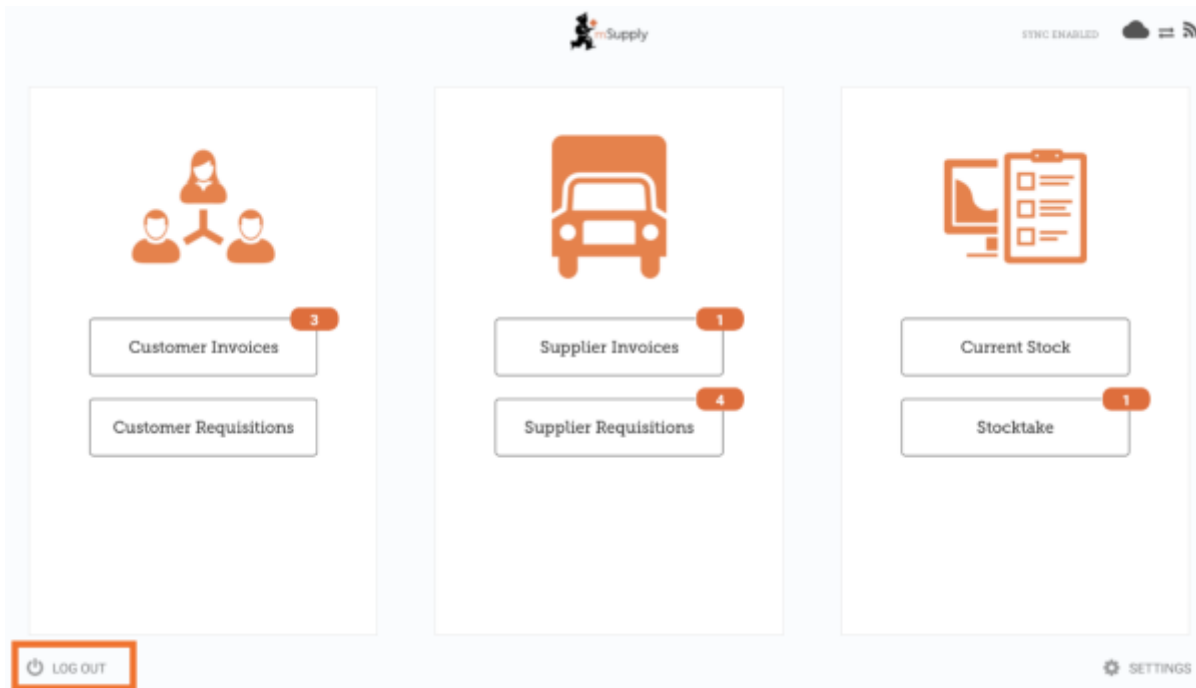 mSupply
SYNC ENABLED
3
Customer Invoices
Customer Requisitions
1
Supplier Invoices
4
Supplier Requisitions
Current Stock
1
Stocktake
LOG OUT
SETTINGS